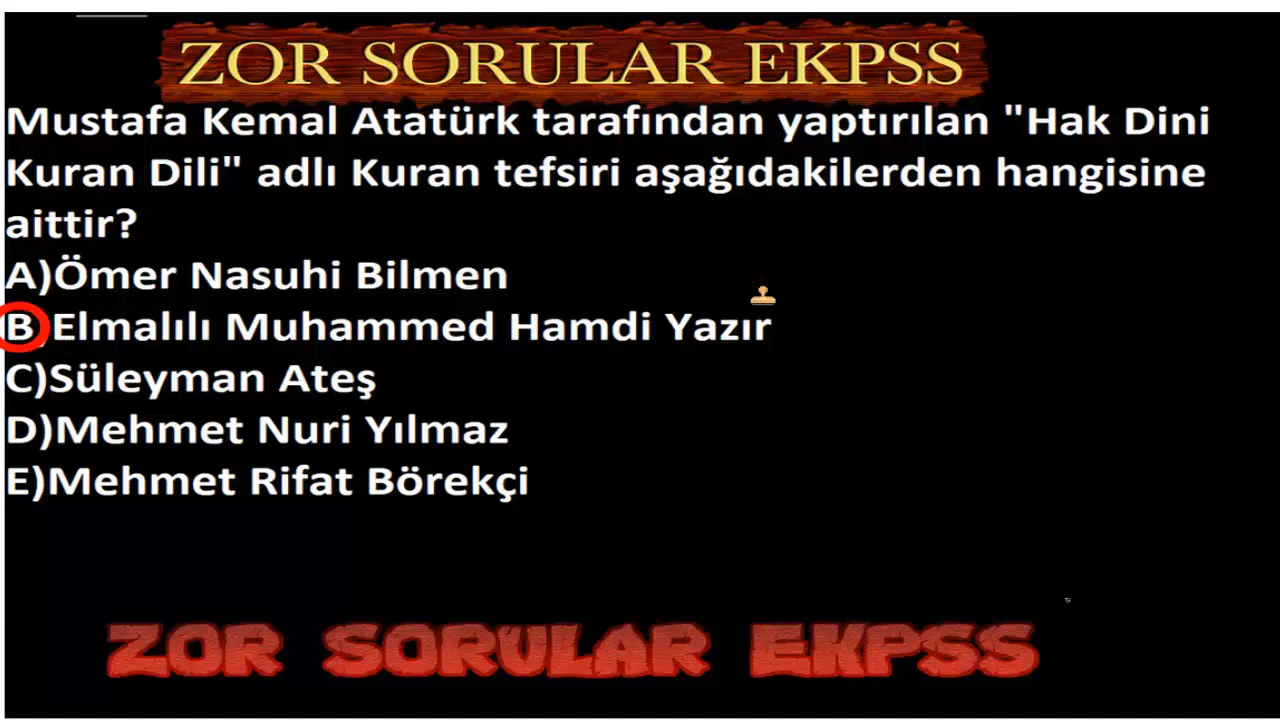 ZOR SORULAR EKPSS
Mustafa Kemal Atatürk tarafından yaptırılan "Hak Dini
Kuran Dili" adlı Kuran tefsiri aşağıdakilerden hangisine
aittir?
A)Ömer Nasuhi Bilmen
B)Elmalılı Muhammed Hamdi Yazır
C)Süleyman Ateş
D)Mehmet Nuri Yılmaz
E)Mehmet Rifat Börekçi
ZOR SORULAR EKPSS